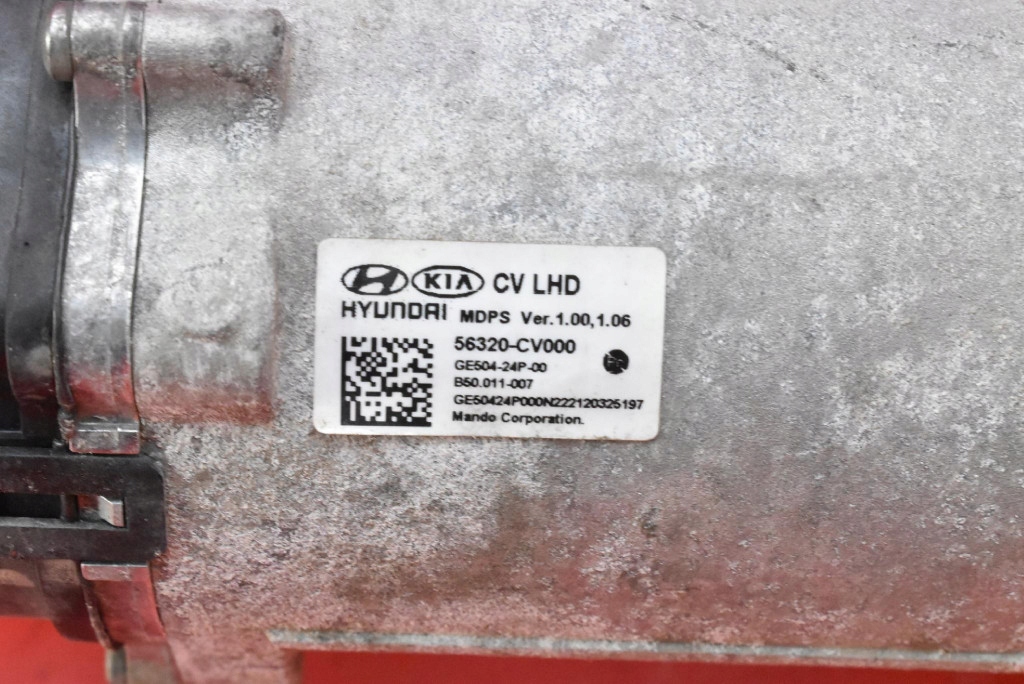 KIA CV LHD
HYUNDAI MDPS Ver.1.00,1.06
56320-CV000
GE504-24P-00
B50.011-007
GE50424P000N222120325197
Mando Corporation.